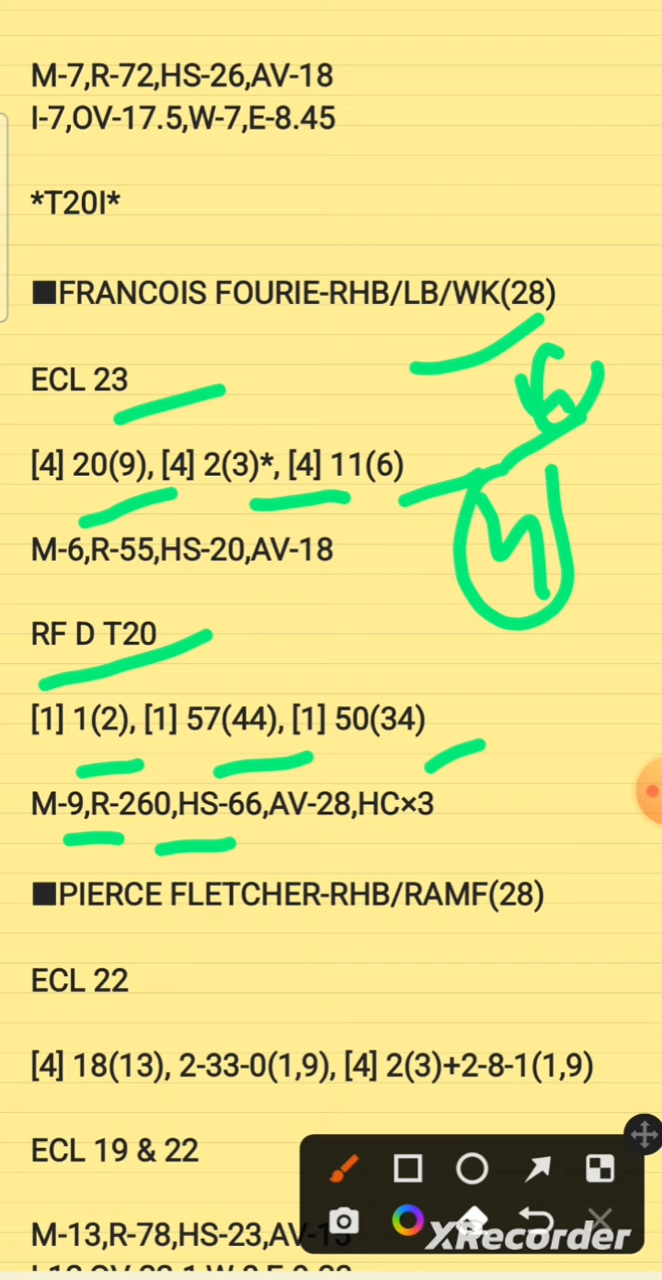 M-7,R-72,HS-26,AV-18
I-7,OV-17.5,W-7,E-8.45
*T20I*
■FRANCOIS FOURIE-RHB/LB/WK(28)
ECL 23
[4] 20(9), [4] 2(3)*, [4] 11(6)
M-6,R-55,HS-20,AV-18
RF D T20
[1] 1(2), [1] 57(44), [1] 50(34)
M-9,R-260,HS-66,AV-28,HC×3
■PIERCE FLETCHER-RHB/RAMF(28)
ECL 22
[4] 18(13), 2-33-0(1,9), [4] 2(3)+2-8-1(1,9)
ECL 19 & 22
M-13,R-78,HS-23,AV-15
XRecorder